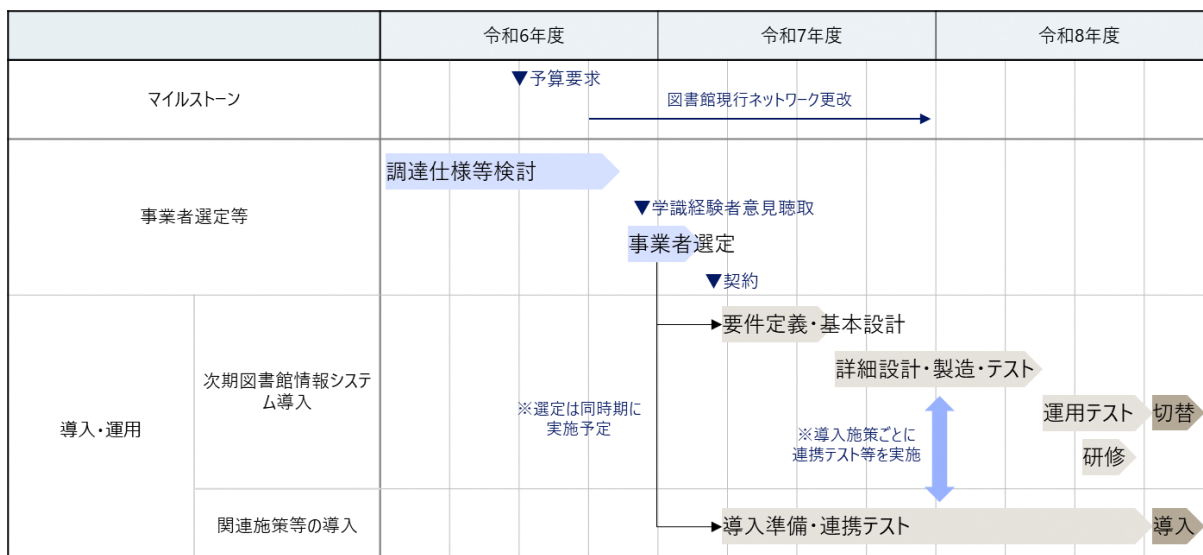 令和6年度
令和7年度
令和8年度
マイルストーン
▼予算要求
図書館現行ネットワーク更改
事業者選定等
調達仕様等検討
▼学識経験者意見聴取
事業者選定
▼契約
導入・運用
次期図書館情報システ
ム導入
要件定義・基本設計
詳細設計・製造・テスト
※選定は同時期に
実施予定
※導入施策ごとに
連携テスト等を実施
運用テスト
切替
研修
関連施策等の導入
導入準備・連携テスト
導入